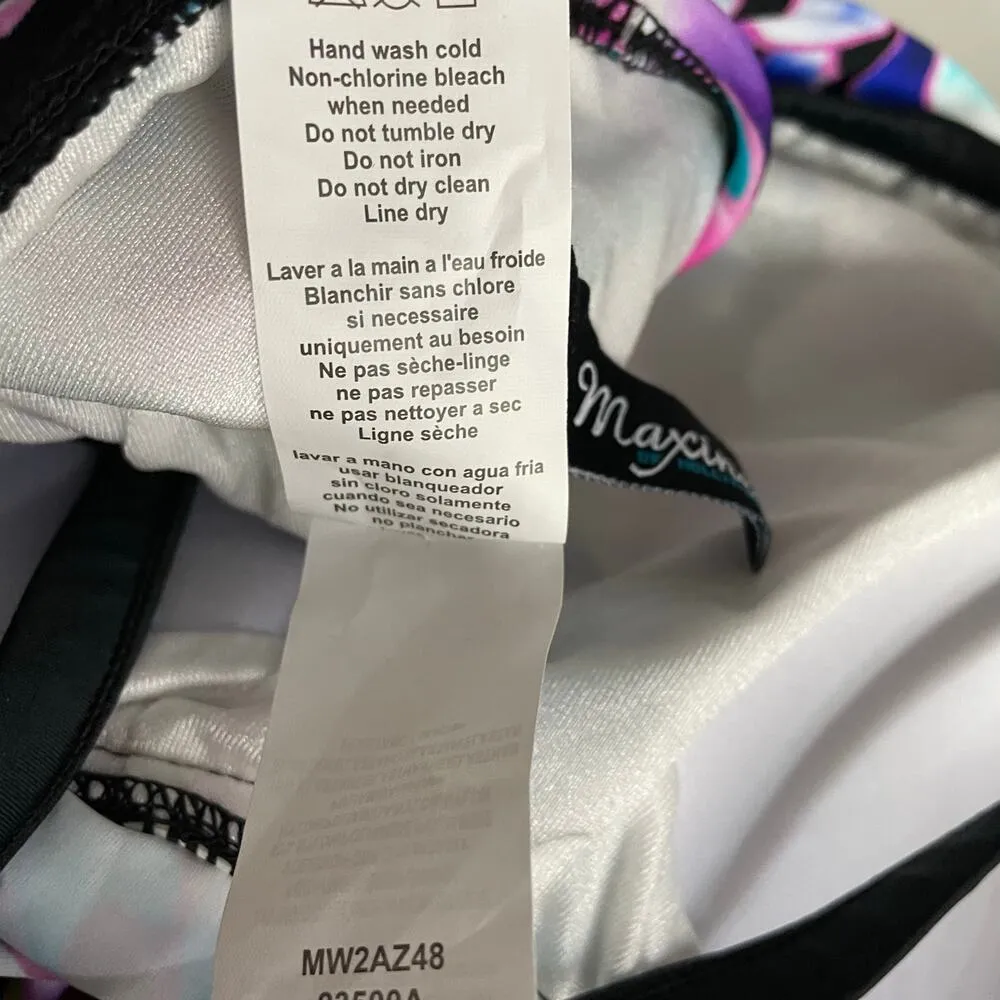 Hand wash cold
Non-chlorine bleach
when needed
Do not tumble dry
Do not iron
Do not dry clean
Line dry
Laver a la main a l'eau froide
Blanchir sans chlore
si necessaire
uniquement au besoin
Ne pas sèche-linge
ne pas repasser
ne pas nettoyer a sec
Ligne sèche
lavar a mano con agua fria
usar blanqueador
sin cloro solamente
cuando sea necesario
No utilizar secadora
no planchar
MW2AZ48